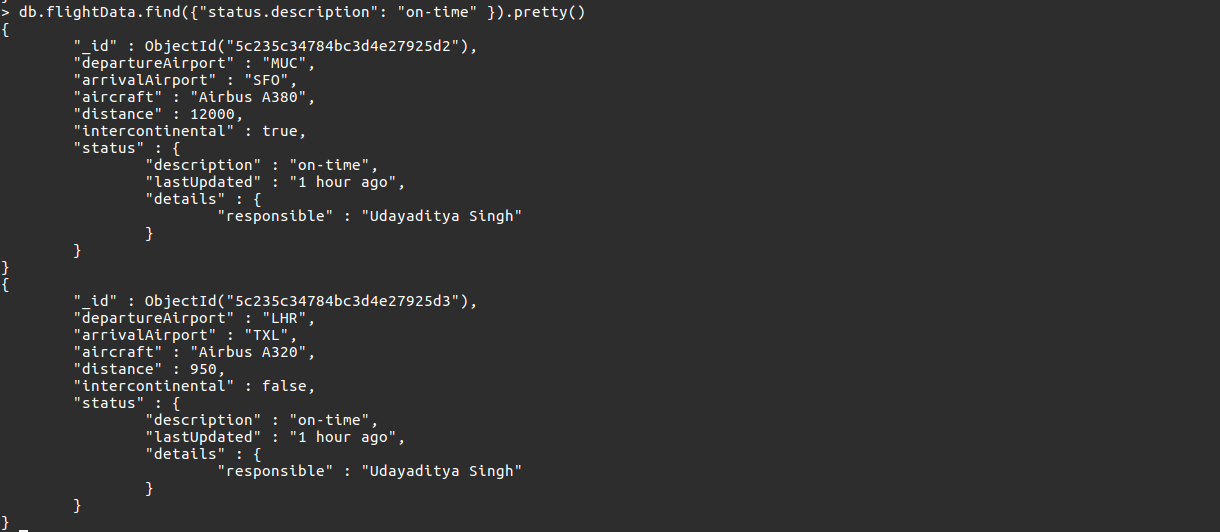 > db.flightData.find({"status.description": "on-time" }).pretty()
{
"_id" : ObjectId("5c235c34784bc3d4e27925d2"),
"departureAirport" : "MUC",
"arrivalAirport" : "SFO",
"aircraft" : "Airbus A380",
"distance" : 12000,
"intercontinental" : true,
"status" : {
"description" : "on-time",
"lastUpdated" : "1 hour ago",
"details" : {
"responsible" : "Udayaditya Singh"
}
}
}
{
"_id" : ObjectId("5c235c34784bc3d4e27925d3"),
"departureAirport" : "LHR",
"arrivalAirport" : "TXL",
"aircraft" : "Airbus A320",
"distance" : 950,
"intercontinental" : false,
"status" : {
"description" : "on-time",
"lastUpdated" : "1 hour ago",
"details" : {
"responsible" : "Udayaditya Singh"
}
}
}